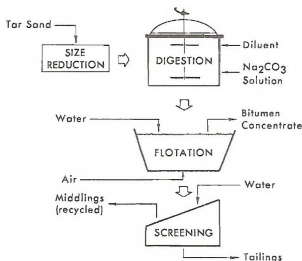 Tar Sand
SIZE
REDUCTION
DIGESTION
Diluent
Na2CO3
Solution
Water
Bitumen
Concentrate
FLOTATION
Air
Middlings
(recycled)
Water
SCREENING
Tailings